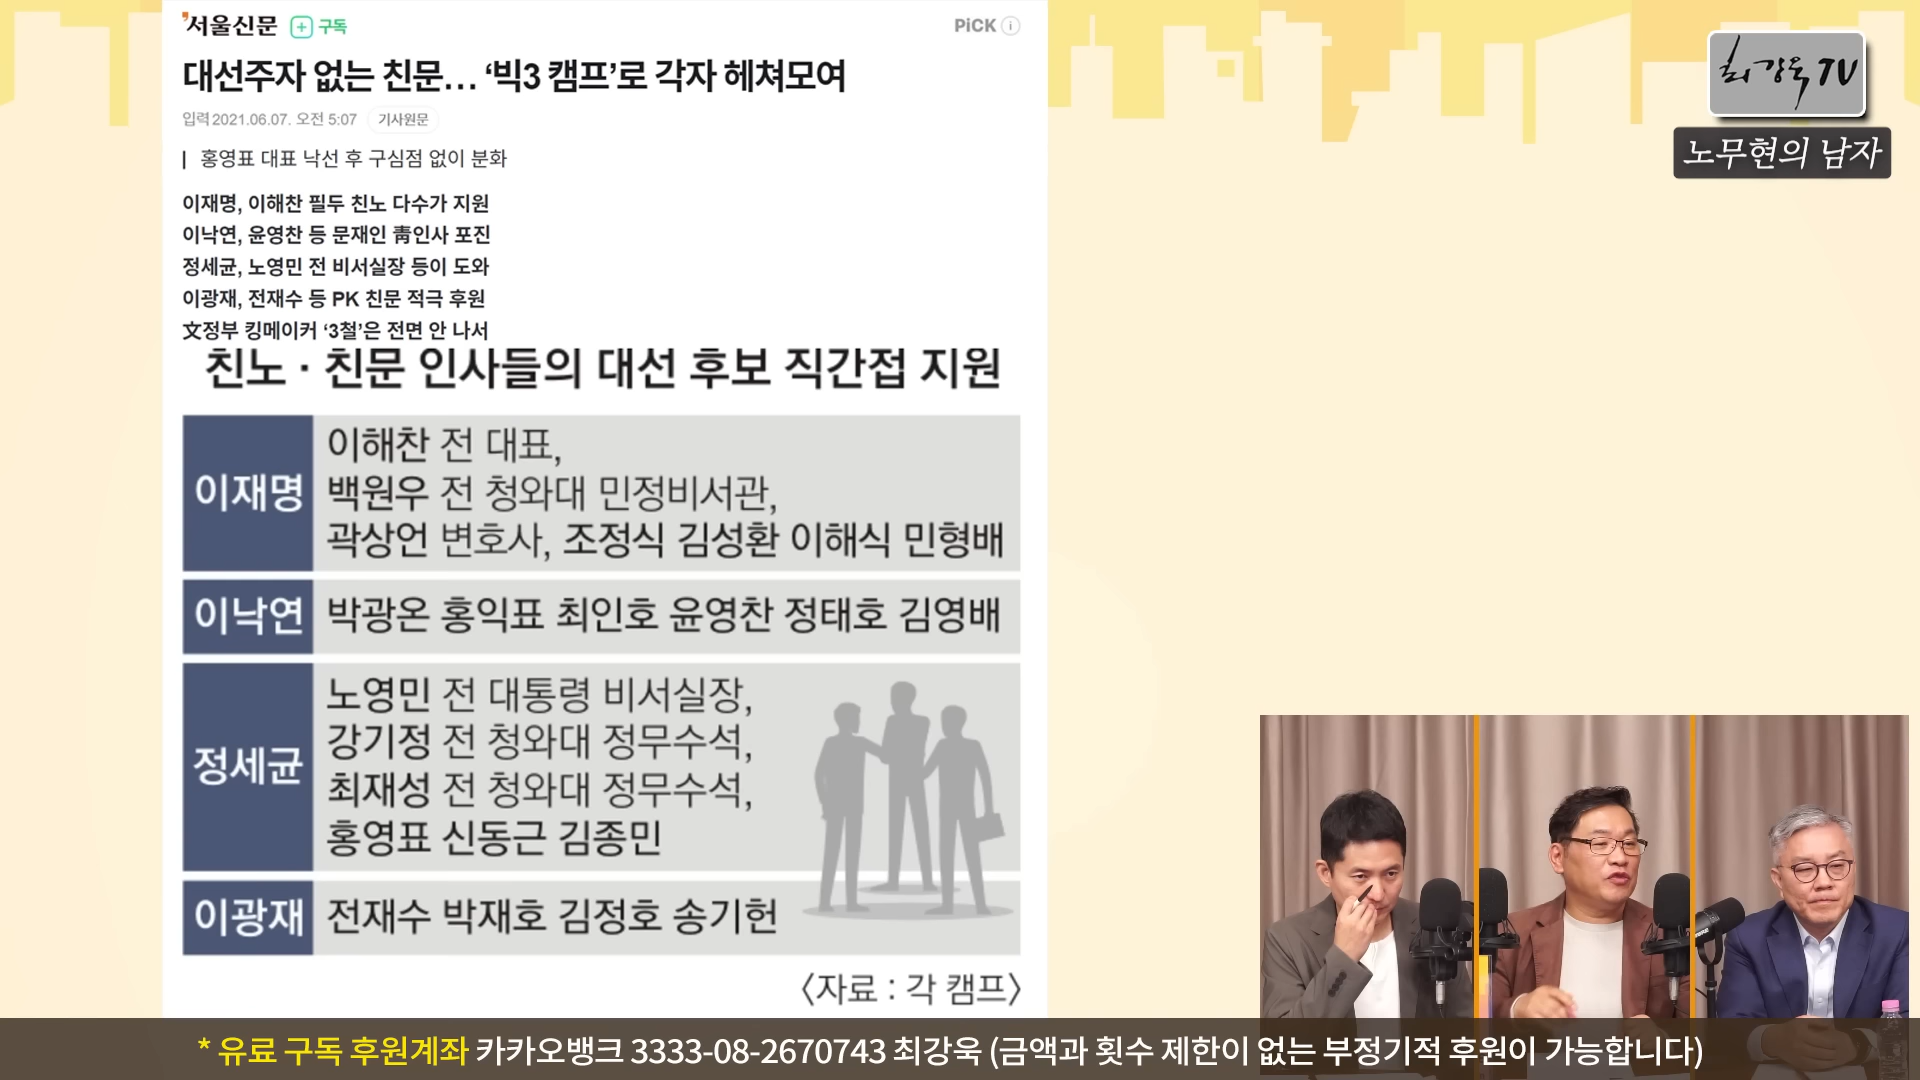 서울신문 + 구독
PiCK i
대선주자 없는 친문… ‘빅3 캠프’로 각자 헤쳐모여
입력 2021.06.07. 오전 5:07 기사원문
홍영표 대표 낙선 후 구심점 없이 분화
이재명, 이해찬 필두 친노 다수가 지원
이낙연, 윤영찬 등 문재인 靑인사 포진
정세균, 노영민 전 비서실장 등이 도와
이광재, 전재수 등 PK 친문 적극 후원
文정부 킹메이커 ‘3철’은 전면 안 나서
친노 · 친문 인사들의 대선 후보 직간접 지원
이재명
이해찬 전 대표,
백원우 전 청와대 민정비서관,
곽상언 변호사, 조정식 김성환 이해식 민형배
이낙연
박광온 홍익표 최인호 윤영찬 정태호 김영배
정세균
노영민 전 대통령 비서실장,
강기정 전 청와대 정무수석,
최재성 전 청와대 정무수석,
홍영표 신동근 김종민
이광재
전재수 박재호 김정호 송기헌
〈자료 : 각 캠프〉
최강욱TV
노무현의 남자
* 유료 구독 후원계좌 카카오뱅크 3333-08-2670743 최강욱 (금액과 횟수 제한이 없는 부정기적 후원이 가능합니다)